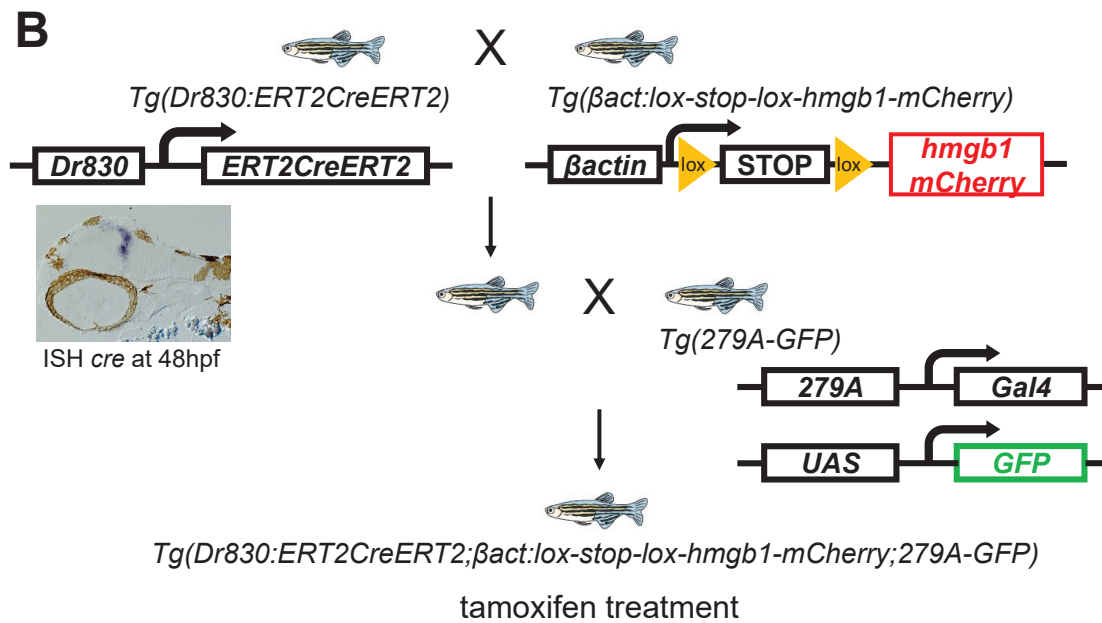 B
X
Tg(Dr830:ERT2CreERT2)
Tg(βact:lox-stop-lox-hmgb1-mCherry)
Dr830
ERT2CreERT2
βactin
lox
STOP
lox
hmgb1
mCherry
ISH cre at 48hpf
X
Tg(279A-GFP)
279A
Gal4
UAS
GFP
Tg(Dr830:ERT2CreERT2;βact:lox-stop-lox-hmgb1-mCherry;279A-GFP)
tamoxifen treatment